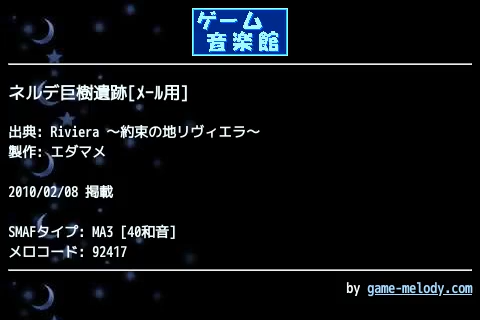 ゲーム
音楽館
ネルデ巨樹遺跡[ﾒｰﾙ用]
出典: Riviera ～約束の地リヴィエラ～
製作: エダマメ
2010/02/08 掲載
SMAFタイプ: MA3 [40和音]
メロコード: 92417
by game-melody.com